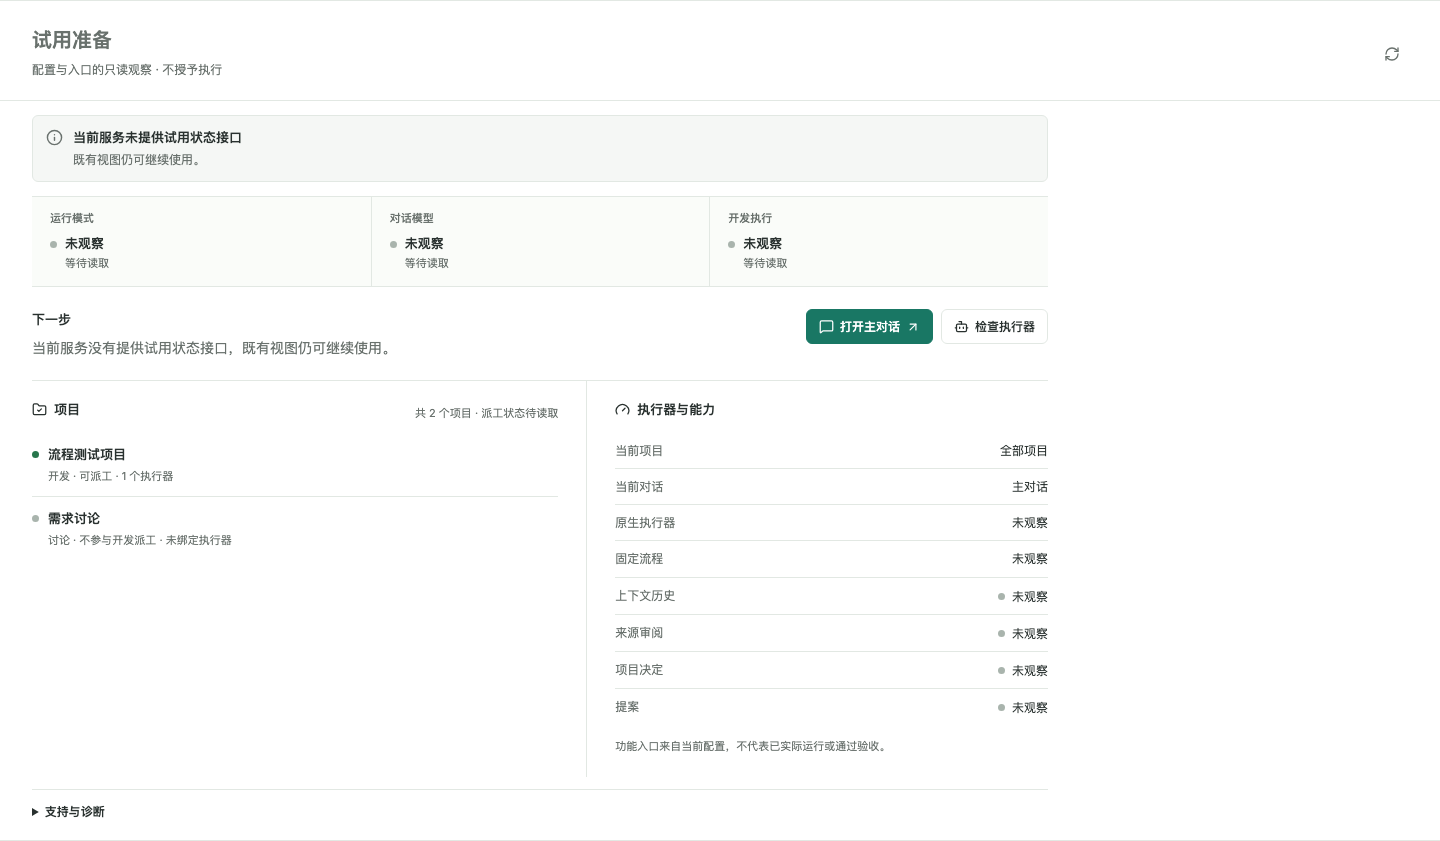 试用准备
配置与入口的只读观察 · 不授予执行
当前服务未提供试用状态接口
既有视图仍可继续使用。
运行模式
未观察
等待读取
对话模型
未观察
等待读取
开发执行
未观察
等待读取
下一步
当前服务没有提供试用状态接口，既有视图仍可继续使用。
打开主对话
检查执行器
项目
共 2 个项目 · 派工状态待读取
流程测试项目
开发 · 可派工 · 1 个执行器
需求讨论
讨论 · 不参与开发派工 · 未绑定执行器
执行器与能力
当前项目 全部项目
当前对话 主对话
原生执行器 未观察
固定流程 未观察
上下文历史 未观察
来源审阅 未观察
项目决定 未观察
提案 未观察
功能入口来自当前配置，不代表已实际运行或通过验收。
支持与诊断